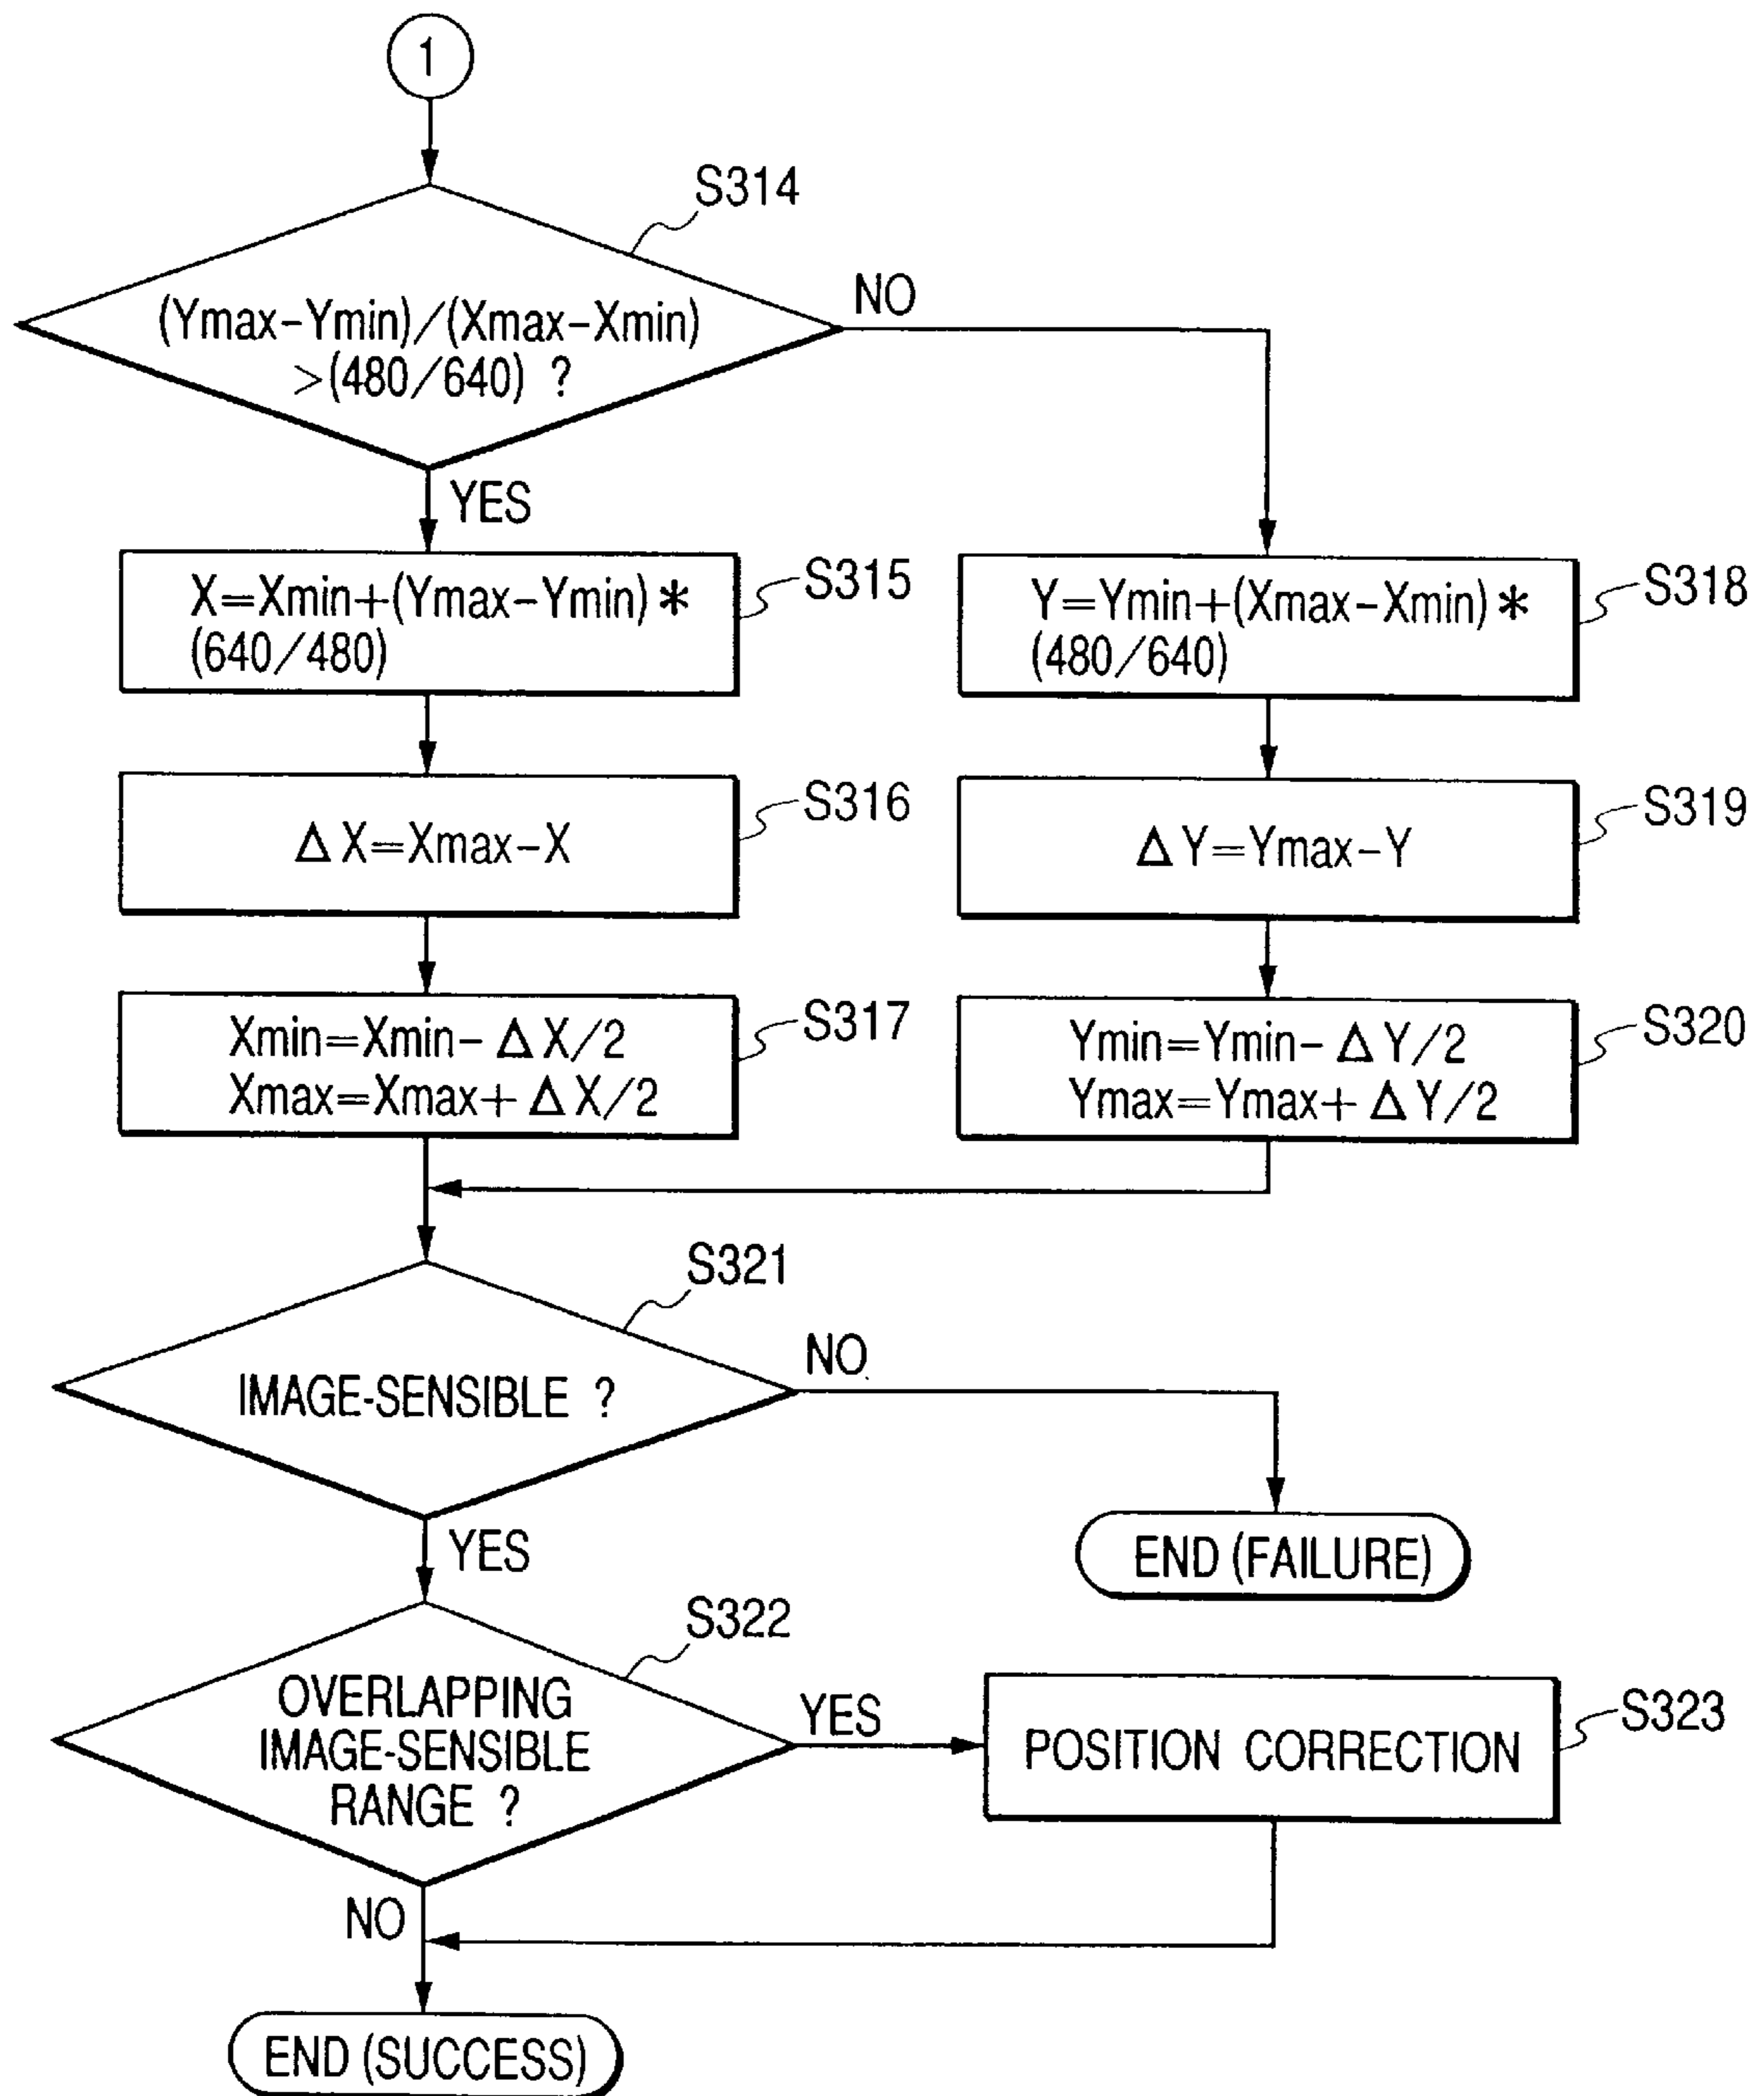 1
S314
(Ymax-Ymin)/(Xmax-Xmin)
>(480/640) ?
NO
YES
X=Xmin+(Ymax-Ymin)*
(640/480)
S315
Y=Ymin+(Xmax-Xmin)*
(480/640)
S318
ΔX=Xmax-X
S316
ΔY=Ymax-Y
S319
Xmin=Xmin-ΔX/2
Xmax=Xmax+ΔX/2
S317
Ymin=Ymin-ΔY/2
Ymax=Ymax+ΔY/2
S320
S321
IMAGE-SENSIBLE ?
NO
YES
END (FAILURE)
S322
OVERLAPPING
IMAGE-SENSIBLE
RANGE ?
YES
POSITION CORRECTION
S323
NO
END (SUCCESS)